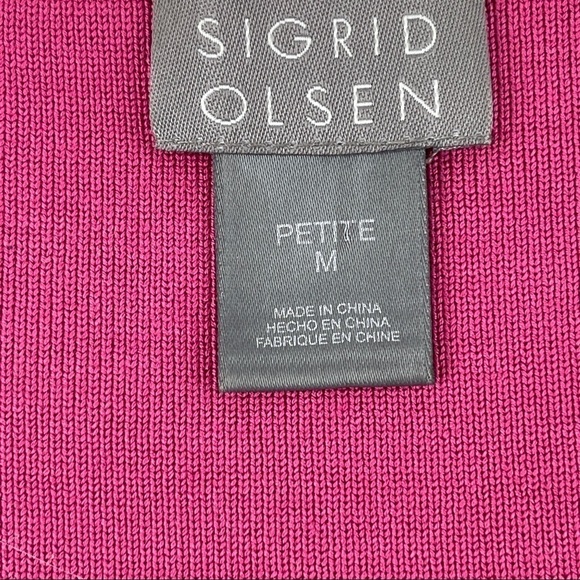 SIGRID
OLSEN
PETITE
M
MADE IN CHINA
HECHO EN CHINA
FABRIQUE EN CHINE